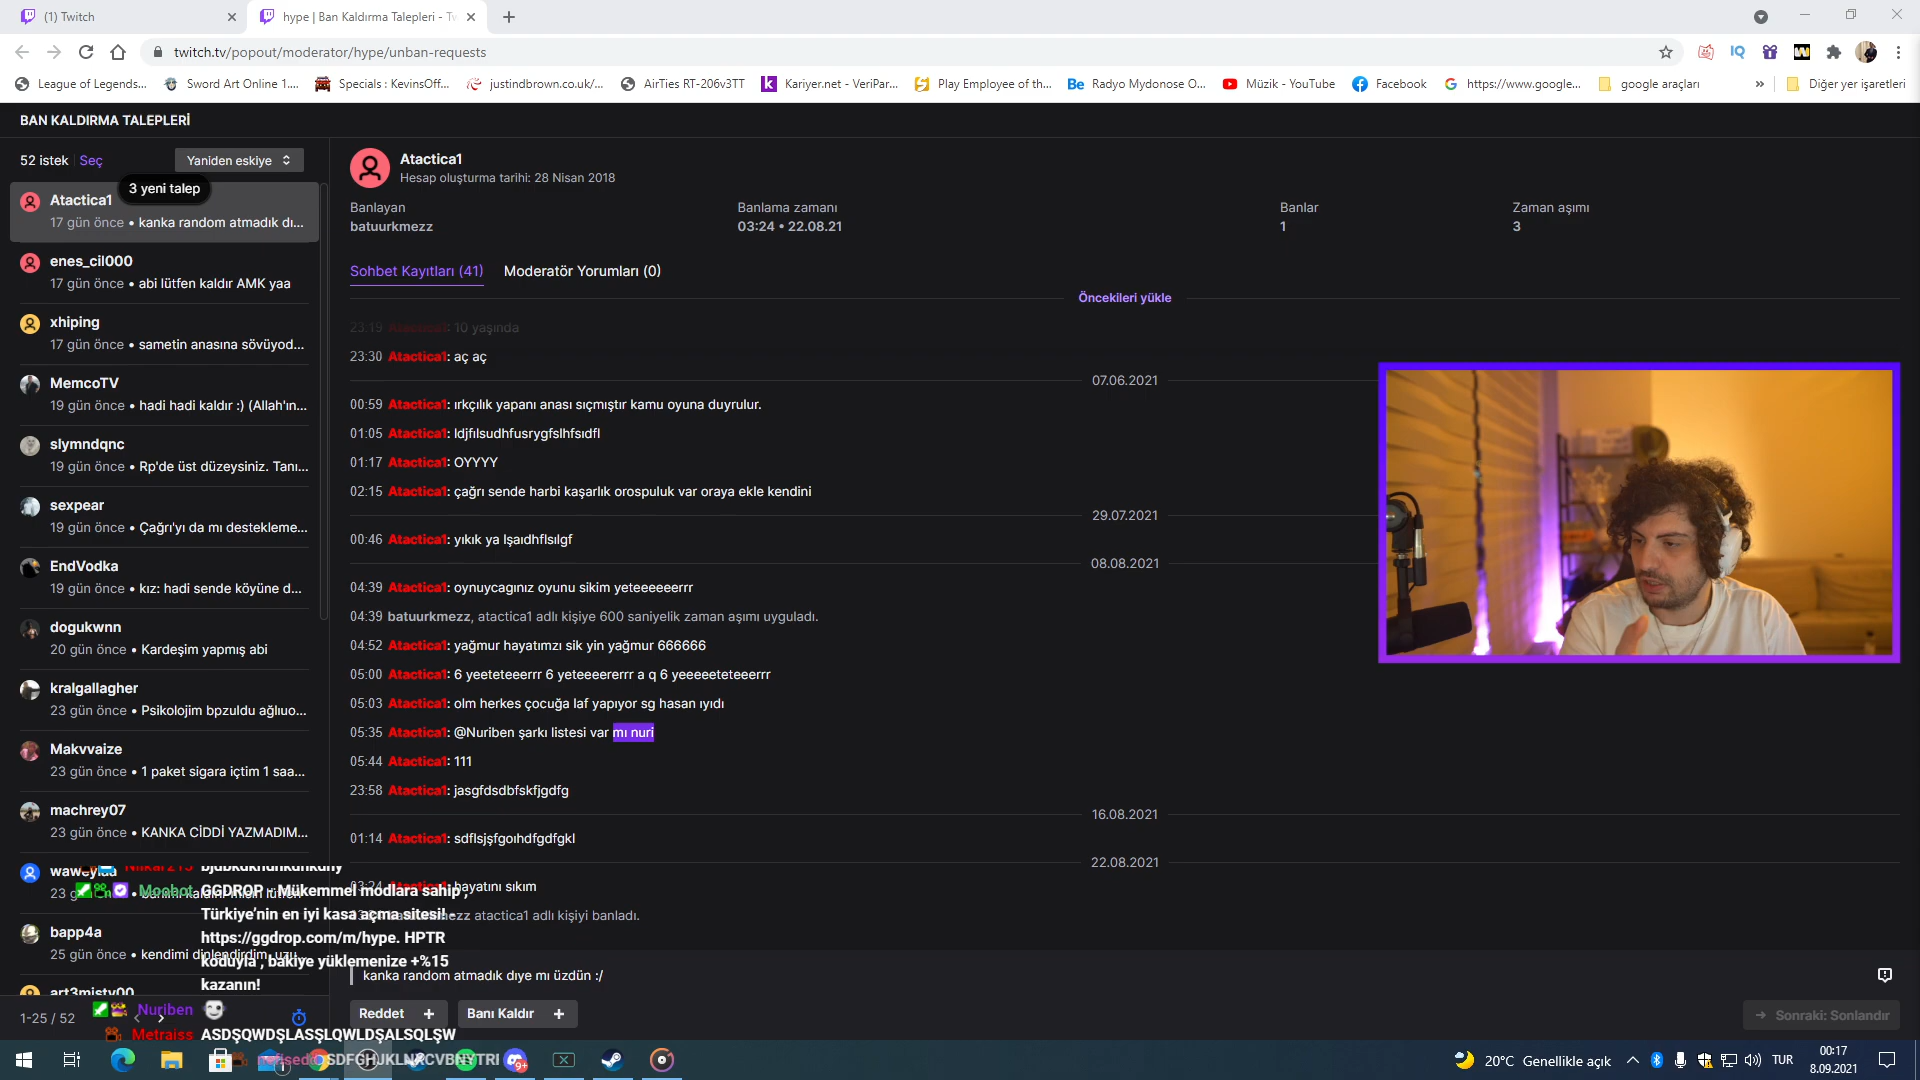 (1) Twitch
hype | Ban Kaldırma Talepleri - Tw
twitch.tv/popout/moderator/hype/unban-requests
League of Legends...
Sword Art Online 1....
Specials : KevinsOff...
justindbrown.co.uk/...
AirTies RT-206v3TT
Kariyer.net - VeriPar...
Play Employee of th...
Radyo Mydonose O...
Müzik - YouTube
Facebook
https://www.google...
google araçları
»
Diğer yer işaretleri
BAN KALDIRMA TALEPLERİ
52 istek | Seç
Yaniden eskiye
3 yeni talep
Atactica1
17 gün önce • kanka random atmadık dı...
enes_cil000
17 gün önce • abi lütfen kaldır AMK yaa
xhiping
17 gün önce • sametin anasına sövüyod...
MemcoTV
19 gün önce • hadi hadi kaldır :) (Allah'ın...
slymndqnc
19 gün önce • Rp'de üst düzeysiniz. Tanı...
sexpear
19 gün önce • Çağrı'yı da mı destekleme...
EndVodka
19 gün önce • kız: hadi sende köyüne d...
dogukwnn
20 gün önce • Kardeşim yapmış abi
kralgallagher
23 gün önce • Psikolojim bpzuldu ağlıuo...
Makvvaize
23 gün önce • 1 paket sigara içtim 1 saa...
machrey07
23 gün önce • KANKA CİDDİ YAZMADIM...
bapp4a
25 gün önce • kendimi dinlendirdim, uzu...
art3misty00
1-25 / 52
Atactica1
Hesap oluşturma tarihi: 28 Nisan 2018
Banlayan
batuurkmezz
Banlama zamanı
03:24 • 22.08.21
Banlar
1
Zaman aşımı
3
Sohbet Kayıtları (41)
Moderatör Yorumları (0)
Öncekileri yükle
23:19 Atactica1: 10 yaşında
23:30 Atactica1: aç aç
07.06.2021
00:59 Atactica1: ırkçılık yapanı anası sıçmıştır kamu oyuna duyrulur.
01:05 Atactica1: ldjfılsudhfusrygfslhfsıdfl
01:17 Atactica1: OYYYY
02:15 Atactica1: çağrı sende harbi kaşarlık orospuluk var oraya ekle kendini
29.07.2021
00:46 Atactica1: yıkık ya lşaıdhflsılgf
08.08.2021
04:39 Atactica1: oynuycagınız oyunu sikim yeteeeeeerrr
04:39 batuurkmezz, atactica1 adlı kişiye 600 saniyelik zaman aşımı uyguladı.
04:52 Atactica1: yağmur hayatımzı sik yin yağmur 666666
05:00 Atactica1: 6 yeeteteeerrr 6 yeteeeererrr a q 6 yeeeeeteteeerrr
05:03 Atactica1: olm herkes çocuğa laf yapıyor sg hasan ıyıdı
05:35 Atactica1: @Nuriben şarkı listesi var mı nuri
05:44 Atactica1: 111
23:58 Atactica1: jasgfdsdbfskfjgdfg
16.08.2021
01:14 Atactica1: sdflsjşfgoıhdfgdfgkl
22.08.2021
03:24 Atactica1: hayatını sıkım
atactica1 adlı kişiyi banladı.
kanka random atmadık dıye mı üzdün :/
Reddet +
Banı Kaldır +
Sonraki: Sonlandır
Moobot GGDROP - Mükemmel modlara sahip ,
Türkiye'nin en iyi kasa açma sitesi! -
https://ggdrop.com/m/hype. HPTR
koduyla , bakiye yüklemenize +%15
kazanın!
Nuriben
Metraiss ASDŞQWDŞLASŞLQWLDŞALSQLŞW
20°C Genellikle açık
TUR
00:17
8.09.2021